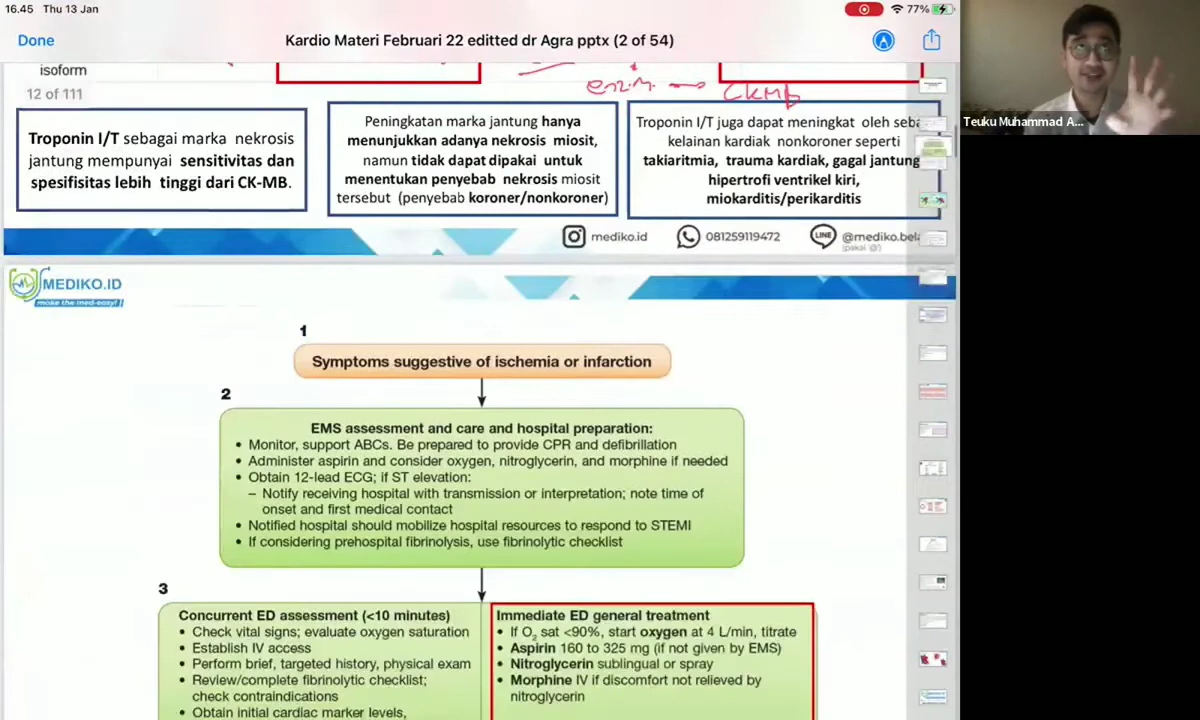 16.45 Thu 13 Jan
77%
Done
Kardio Materi Februari 22 editted dr Agra pptx (2 of 54)
isoform
12 of 111
enzim → CKMB
Troponin I/T sebagai marka nekrosis
jantung mempunyai sensitivitas dan
spesifisitas lebih tinggi dari CK-MB.
Peningkatan marka jantung hanya
menunjukkan adanya nekrosis miosit,
namun tidak dapat dipakai untuk
menentukan penyebab nekrosis miosit
tersebut (penyebab koroner/nonkoroner)
Troponin I/T juga dapat meningkat oleh seba
kelainan kardiak nonkoroner seperti
takiaritmia, trauma kardiak, gagal jantung
hipertrofi ventrikel kiri,
miokarditis/perikarditis
Teuku Muhammad A...
mediko.id
081259119472
LINE
@mediko.bela
(pakai '@')
MEDIKO.ID
make the med-easy!
1
Symptoms suggestive of ischemia or infarction
2
EMS assessment and care and hospital preparation:
• Monitor, support ABCs. Be prepared to provide CPR and defibrillation
• Administer aspirin and consider oxygen, nitroglycerin, and morphine if needed
• Obtain 12-lead ECG; if ST elevation:
– Notify receiving hospital with transmission or interpretation; note time of
onset and first medical contact
• Notified hospital should mobilize hospital resources to respond to STEMI
• If considering prehospital fibrinolysis, use fibrinolytic checklist
3
Concurrent ED assessment (<10 minutes)
• Check vital signs; evaluate oxygen saturation
• Establish IV access
• Perform brief, targeted history, physical exam
• Review/complete fibrinolytic checklist;
check contraindications
• Obtain initial cardiac marker levels,
Immediate ED general treatment
• If O2 sat <90%, start oxygen at 4 L/min, titrate
• Aspirin 160 to 325 mg (if not given by EMS)
• Nitroglycerin sublingual or spray
• Morphine IV if discomfort not relieved by
nitroglycerin